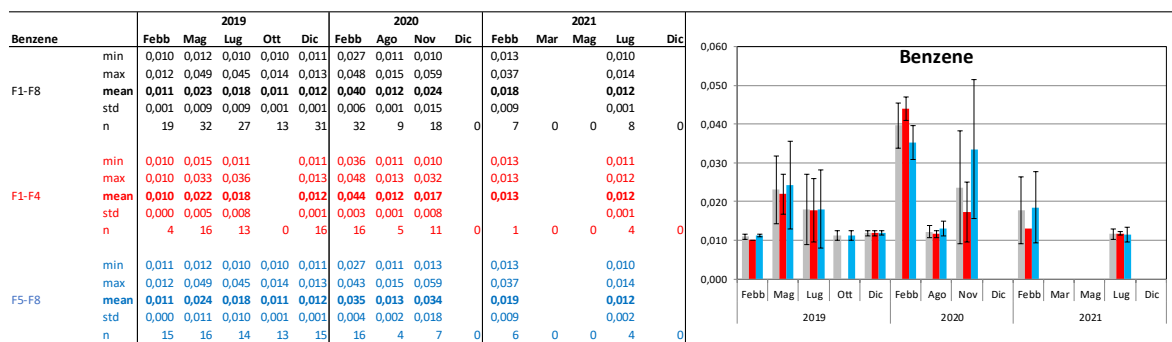 2019 2020 2021
Benzene Febb Mag Lug Ott Dic Febb Ago Nov Dic Febb Mar Mag Lug Dic
min 0,010 0,012 0,010 0,010 0,011 0,027 0,011 0,010 0,013 0,010
max 0,012 0,049 0,045 0,014 0,013 0,048 0,015 0,059 0,037 0,014
F1-F8 mean 0,011 0,023 0,018 0,011 0,012 0,040 0,012 0,024 0,018 0,012
std 0,001 0,009 0,009 0,001 0,001 0,006 0,001 0,015 0,009 0,001
n 19 32 27 13 31 32 9 18 0 7 0 0 8 0
min 0,010 0,015 0,011 0,011 0,036 0,011 0,010 0,013 0,011
max 0,010 0,033 0,036 0,013 0,048 0,013 0,032 0,013 0,012
F1-F4 mean 0,010 0,022 0,018 0,012 0,044 0,012 0,017 0,013 0,012
std 0,000 0,005 0,008 0,001 0,003 0,001 0,008 0,001
n 4 16 13 0 16 16 5 11 0 1 0 0 4 0
min 0,011 0,012 0,010 0,010 0,011 0,027 0,011 0,013 0,013 0,010
max 0,012 0,049 0,045 0,014 0,013 0,043 0,015 0,059 0,037 0,014
F5-F8 mean 0,011 0,024 0,018 0,011 0,012 0,035 0,013 0,034 0,019 0,012
std 0,000 0,011 0,010 0,001 0,001 0,004 0,002 0,018 0,009 0,002
n 15 16 14 13 15 16 4 7 0 6 0 0 4 0
Benzene
0,060
0,050
0,040
0,030
0,020
0,010
0,000
Febb Mag Lug Ott Dic Febb Ago Nov Dic Febb Mar Mag Lug Dic
2019 2020 2021